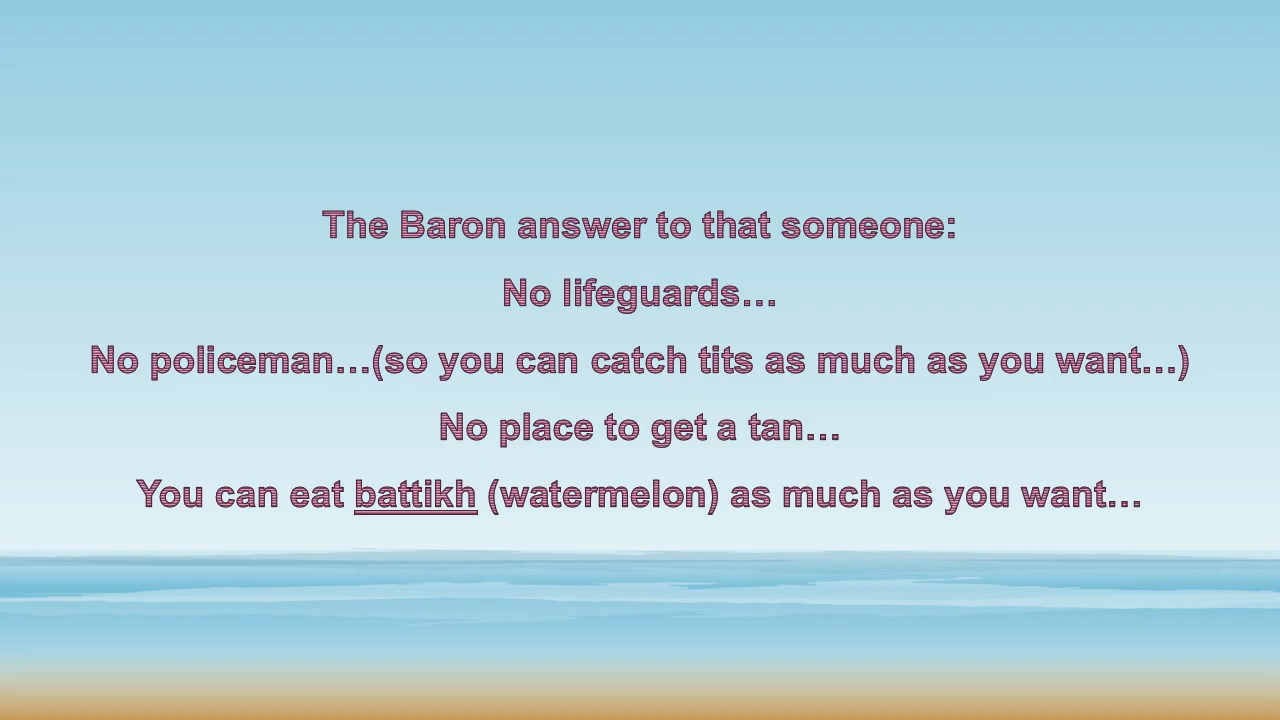 The Baron answer to that someone:
No lifeguards…
No policeman…(so you can catch tits as much as you want…)
No place to get a tan…
You can eat battikh (watermelon) as much as you want…